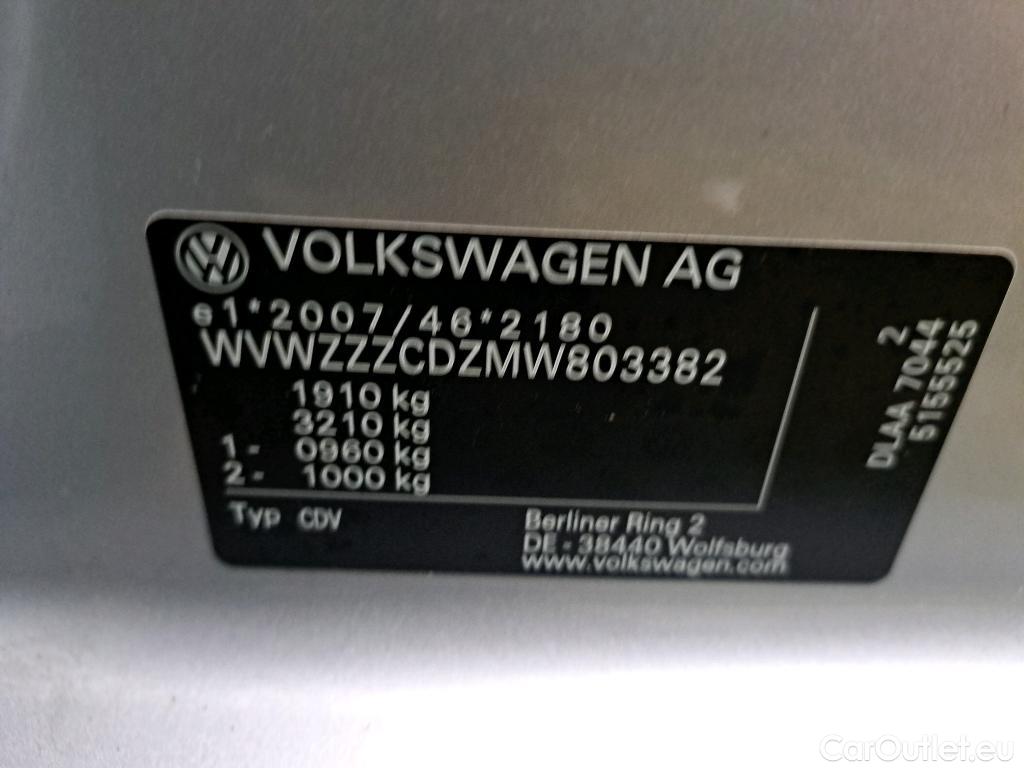 VOLKSWAGEN AG
e1*2007/46*2180
WVWZZZCDZMW803382
1910 kg
3210 kg
1- 0960 kg
2- 1000 kg
Typ CDV
Berliner Ring 2
DE - 38440 Wolfsburg
www.volkswagen.com
2
DLAA 7044
5155525
CarOutlet.eu